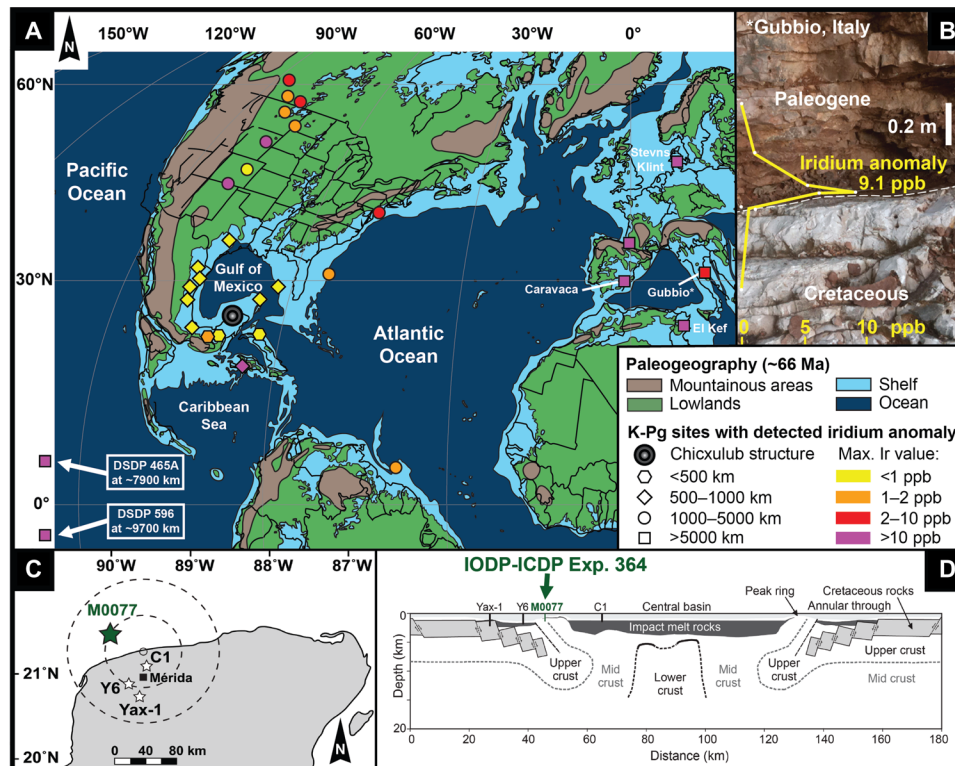 A
N
150°W
120°W
90°W
60°W
30°W
0°
60°N
30°N
0°
Pacific
Ocean
Gulf of
Mexico
Atlantic
Ocean
Caribbean
Sea
Stevns
Klint
Caravaca
Gubbio*
El Kef
DSDP 465A
at ~7900 km
DSDP 596
at ~9700 km
B
*Gubbio, Italy
Paleogene
0.2 m
Iridium anomaly
9.1 ppb
Cretaceous
0 5 10 ppb
Paleogeography (~66 Ma)
Mountainous areas
Lowlands
Shelf
Ocean
K-Pg sites with detected iridium anomaly
Chicxulub structure
<500 km
500–1000 km
1000–5000 km
>5000 km
Max. Ir value:
<1 ppb
1–2 ppb
2–10 ppb
>10 ppb
C
90°W
89°W
88°W
87°W
M0077
21°N
20°N
C1
Mérida
Y6
Yax-1
0 40 80 km
N
D
IODP-ICDP Exp. 364
Yax-1
Y6
M0077
C1
Central basin
Peak ring
Cretaceous rocks
Annular through
Impact melt rocks
Upper
crust
Mid
crust
Lower
crust
Mid
crust
Upper
crust
Upper crust
Mid crust
Depth (km)
0
20
0 20 40 60 80 100 120 140 160 180
Distance (km)